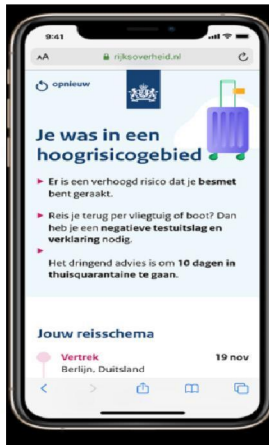 9:41
AA rijksoverheid.nl
opnieuw
Je was in een
hoogrisicogebied
Er is een verhoogd risico dat je besmet
bent geraakt.
Reis je terug per vliegtuig of boot? Dan
heb je een negatieve testuitslag en
verklaring nodig.
Het dringend advies is om 10 dagen in
thuisquarantaine te gaan.
Jouw reisschema
Vertrek 19 nov
Berlijn, Duitsland